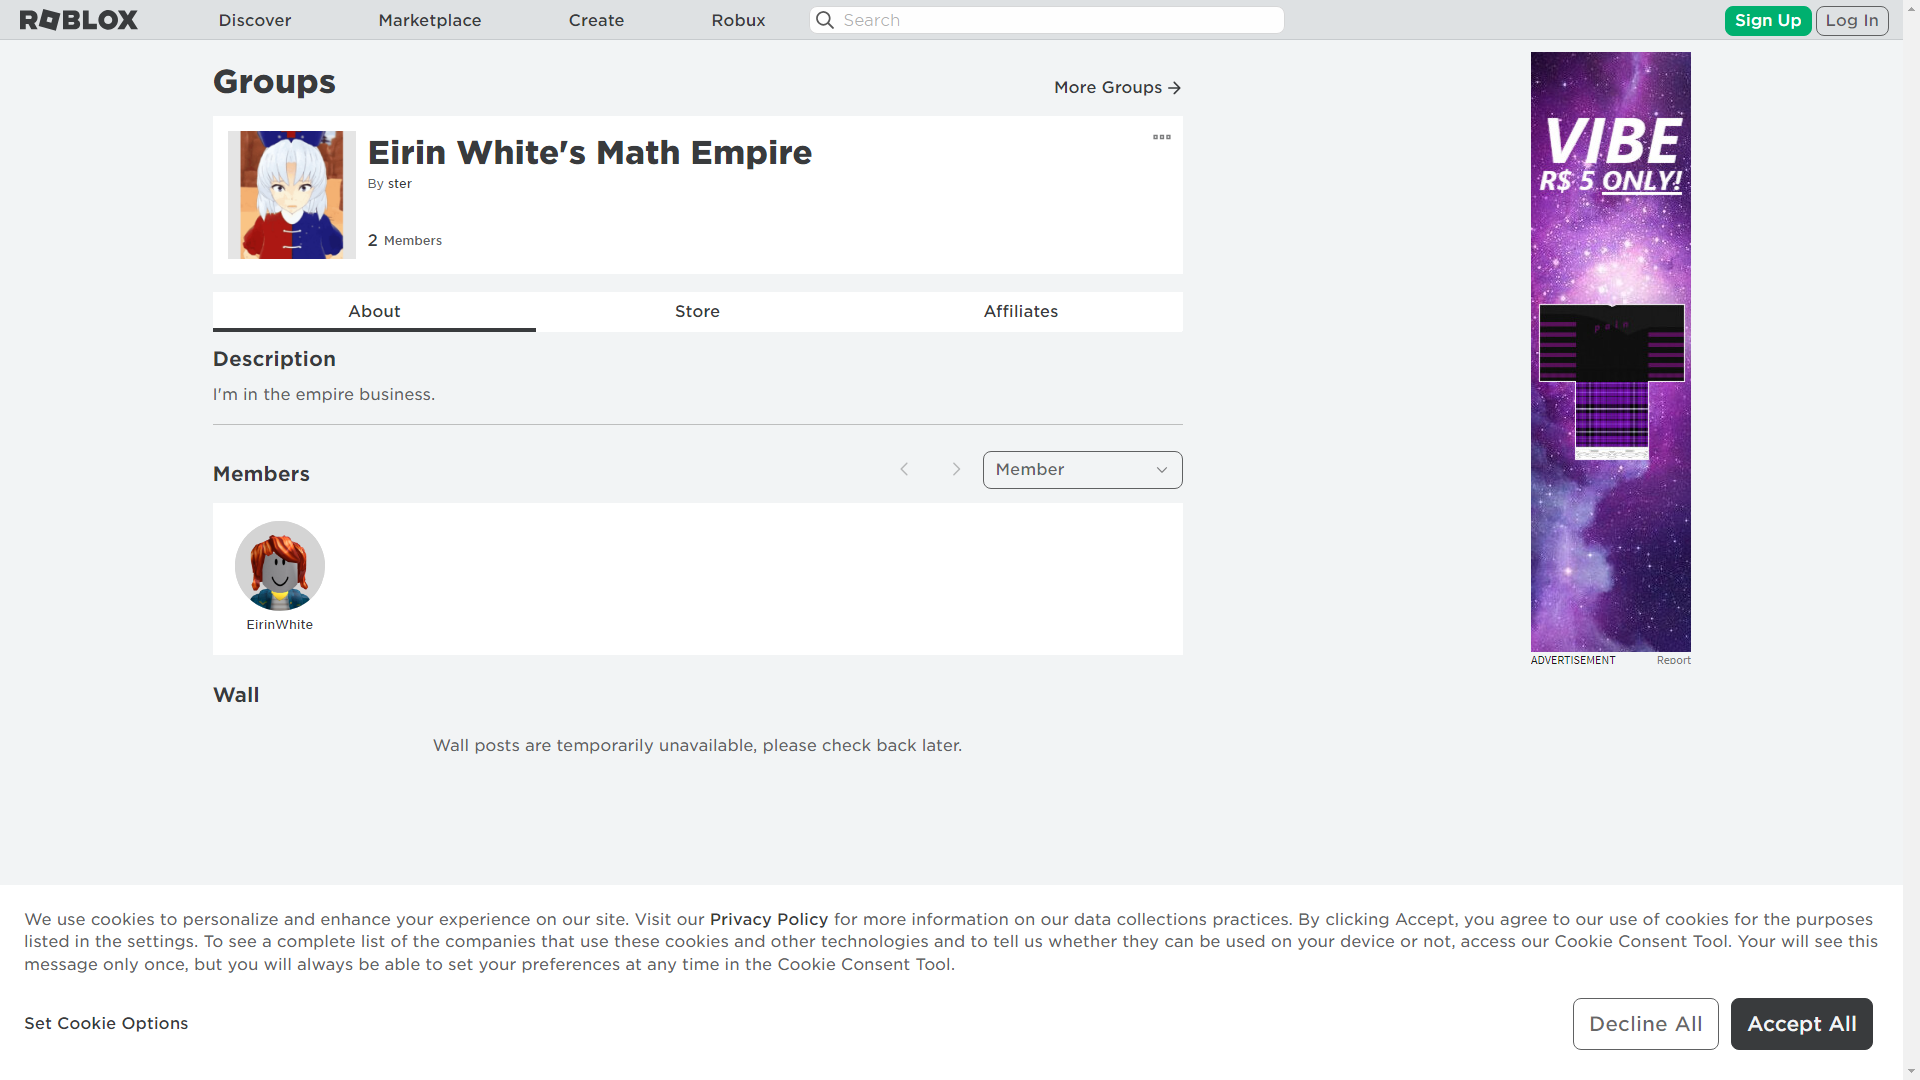 ROBLOX Discover Marketplace Create Robux Search Sign Up Log In
Groups
More Groups
Eirin White's Math Empire
By ster
2 Members
About Store Affiliates
Description
I'm in the empire business.
Members
Member
EirinWhite
Wall
Wall posts are temporarily unavailable, please check back later.
VIBE
R$ 5 ONLY!
pain
ADVERTISEMENT Report
We use cookies to personalize and enhance your experience on our site. Visit our Privacy Policy for more information on our data collections practices. By clicking Accept, you agree to our use of cookies for the purposes
listed in the settings. To see a complete list of the companies that use these cookies and other technologies and to tell us whether they can be used on your device or not, access our Cookie Consent Tool. Your will see this
message only once, but you will always be able to set your preferences at any time in the Cookie Consent Tool.
Set Cookie Options
Decline All
Accept All